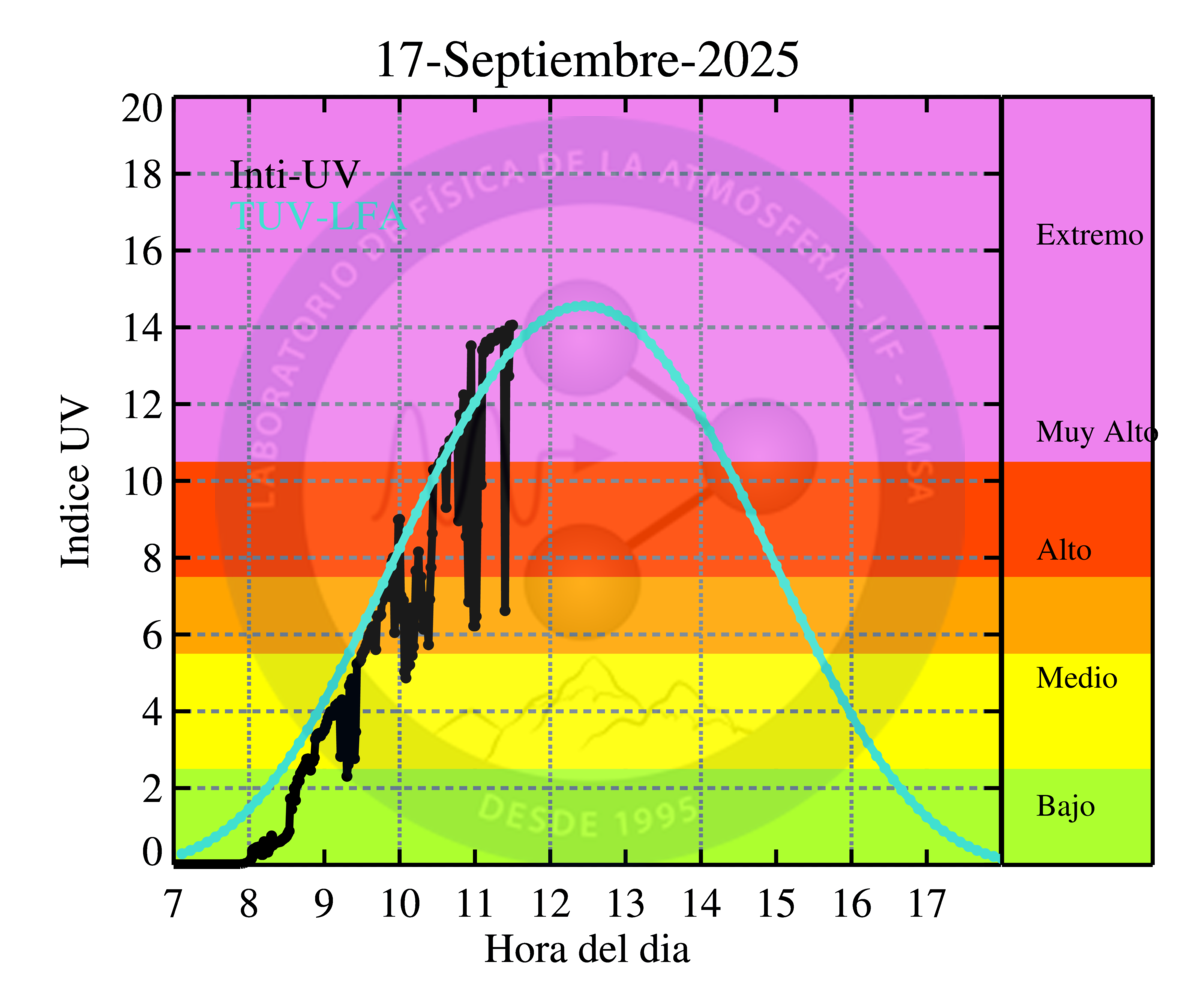 17-Septiembre-2025
20
18
16
14
12
10
8
6
4
2
0
Indice UV
Inti-UV
TUV-LFA
LABORATORIO DE FÍSICA DE LA ATMÓSFERA - IIF - UMSA
DESDE 1995
Extremo
Muy Alto
Alto
Medio
Bajo
7 8 9 10 11 12 13 14 15 16 17
Hora del dia